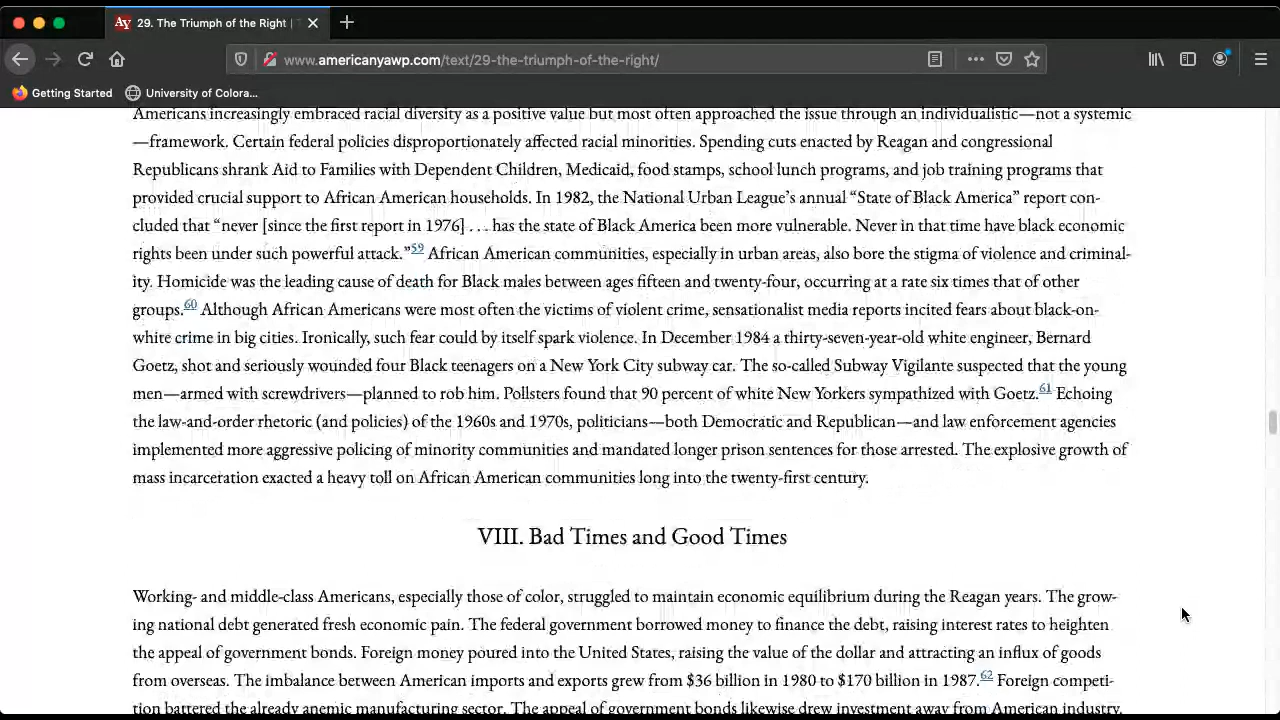 29. The Triumph of the Right |
www.americanyawp.com/text/29-the-triumph-of-the-right/
Getting Started
University of Colora...
Americans increasingly embraced racial diversity as a positive value but most often approached the issue through an individualistic—not a systemic
—framework. Certain federal policies disproportionately affected racial minorities. Spending cuts enacted by Reagan and congressional
Republicans shrank Aid to Families with Dependent Children, Medicaid, food stamps, school lunch programs, and job training programs that
provided crucial support to African American households. In 1982, the National Urban League’s annual “State of Black America” report con-
cluded that “never [since the first report in 1976] . . . has the state of Black America been more vulnerable. Never in that time have black economic
rights been under such powerful attack.”59 African American communities, especially in urban areas, also bore the stigma of violence and criminal-
ity. Homicide was the leading cause of death for Black males between ages fifteen and twenty-four, occurring at a rate six times that of other
groups.60 Although African Americans were most often the victims of violent crime, sensationalist media reports incited fears about black-on-
white crime in big cities. Ironically, such fear could by itself spark violence. In December 1984 a thirty-seven-year-old white engineer, Bernard
Goetz, shot and seriously wounded four Black teenagers on a New York City subway car. The so-called Subway Vigilante suspected that the young
men—armed with screwdrivers—planned to rob him. Pollsters found that 90 percent of white New Yorkers sympathized with Goetz.61 Echoing
the law-and-order rhetoric (and policies) of the 1960s and 1970s, politicians—both Democratic and Republican—and law enforcement agencies
implemented more aggressive policing of minority communities and mandated longer prison sentences for those arrested. The explosive growth of
mass incarceration exacted a heavy toll on African American communities long into the twenty-first century.
VIII. Bad Times and Good Times
Working- and middle-class Americans, especially those of color, struggled to maintain economic equilibrium during the Reagan years. The grow-
ing national debt generated fresh economic pain. The federal government borrowed money to finance the debt, raising interest rates to heighten
the appeal of government bonds. Foreign money poured into the United States, raising the value of the dollar and attracting an influx of goods
from overseas. The imbalance between American imports and exports grew from $36 billion in 1980 to $170 billion in 1987.62 Foreign competi-
tion battered the already anemic manufacturing sector. The appeal of government bonds likewise drew investment away from American industry.